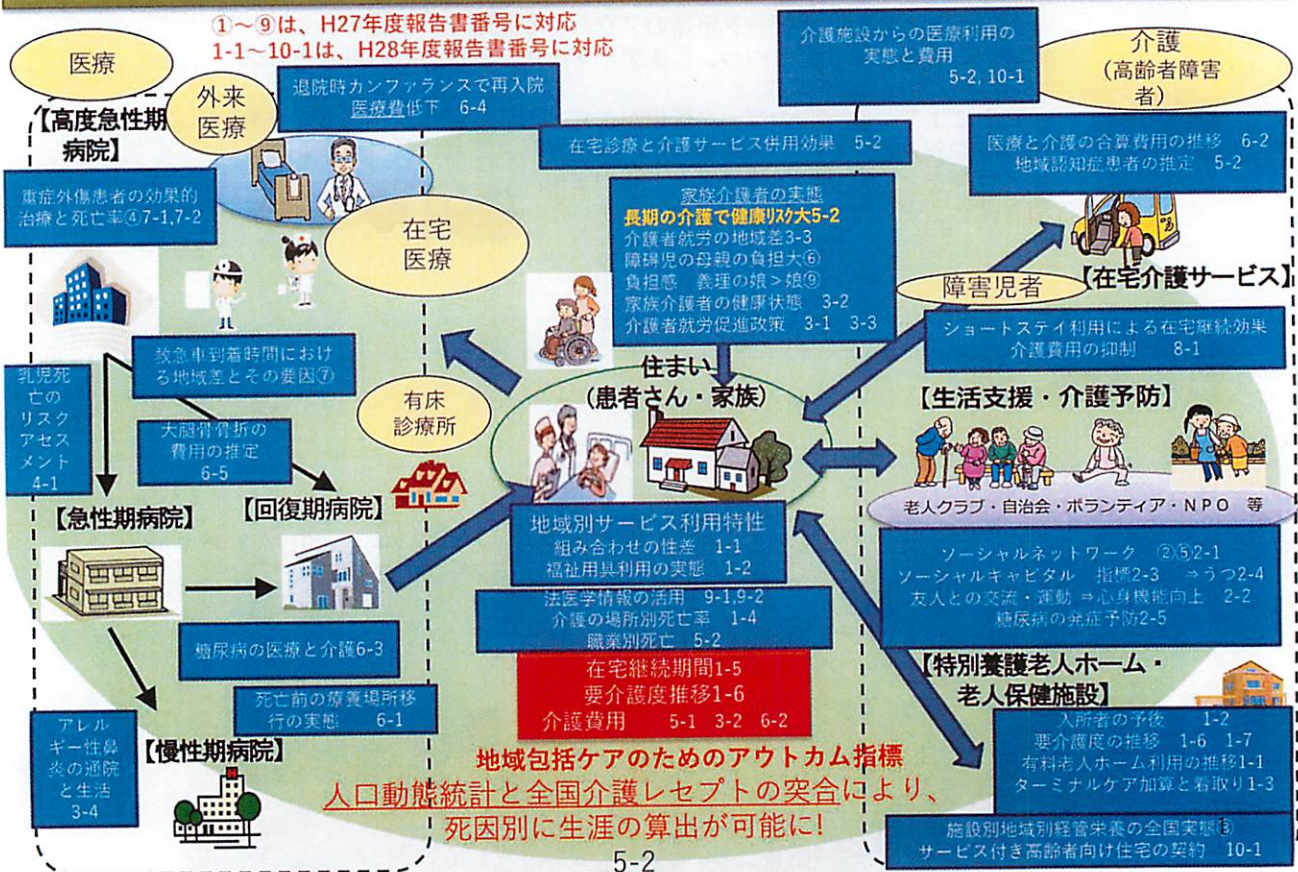 ①～⑨は、H27年度報告書番号に対応
1-1～10-1は、H28年度報告書番号に対応
医療
外来
医療
【高度急性期
病院】
退院時カンファランスで再入院
医療費低下 6-4
介護施設からの医療利用の
実態と費用
5-2, 10-1
介護
(高齢者障害
者)
在宅診療と介護サービス併用効果 5-2
医療と介護の合算費用の推移 6-2
地域認知症患者の推定 5-2
重症外傷患者の効果的
治療と死亡率④7-1,7-2
在宅
医療
家族介護者の実態
長期の介護で健康リスク大5-2
介護者就労の地域差3-3
障碍児の母親の負担大⑥
負担感 義理の娘＞娘⑨
家族介護者の健康状態 3-2
介護者就労促進政策 3-1 3-3
【在宅介護サービス】
障害児者
ショートステイ利用による在宅継続効果
介護費用の抑制 8-1
救急車到着時間におけ
る地域差とその要因⑦
乳児死
亡の
リスク
アセス
メント
4-1
大腿骨骨折の
費用の推定
6-5
有床
診療所
住まい
(患者さん・家族)
【生活支援・介護予防】
老人クラブ・自治会・ボランティア・NPO 等
【急性期病院】
【回復期病院】
地域別サービス利用特性
組み合わせの性差 1-1
福祉用具利用の実態 1-2
ソーシャルネットワーク ②⑤2-1
ソーシャルキャピタル 指標2-3 ⇒うつ2-4
友人との交流・運動 ⇒心身機能向上 2-2
糖尿病の発症予防2-5
法医学情報の活用 9-1,9-2
介護の場所別死亡率 1-4
職業別死亡 5-2
糖尿病の医療と介護6-3
在宅継続期間1-5
要介護度推移1-6
介護費用 5-1 3-2 6-2
【特別養護老人ホーム・
老人保健施設】
死亡前の療養場所移
行の実態 6-1
入所者の予後 1-2
要介護度の推移 1-6 1-7
有料老人ホーム利用の推移1-1
ターミナルケア加算と看取り1-3
アレル
ギー性鼻
炎の通院
と生活
3-4
【慢性期病院】
地域包括ケアのためのアウトカム指標
人口動態統計と全国介護レセプトの突合により、
死因別に生涯の算出が可能に!
5-2
施設別地域別経管栄養の全国実態
サービス付き高齢者向け住宅の契約 10-1